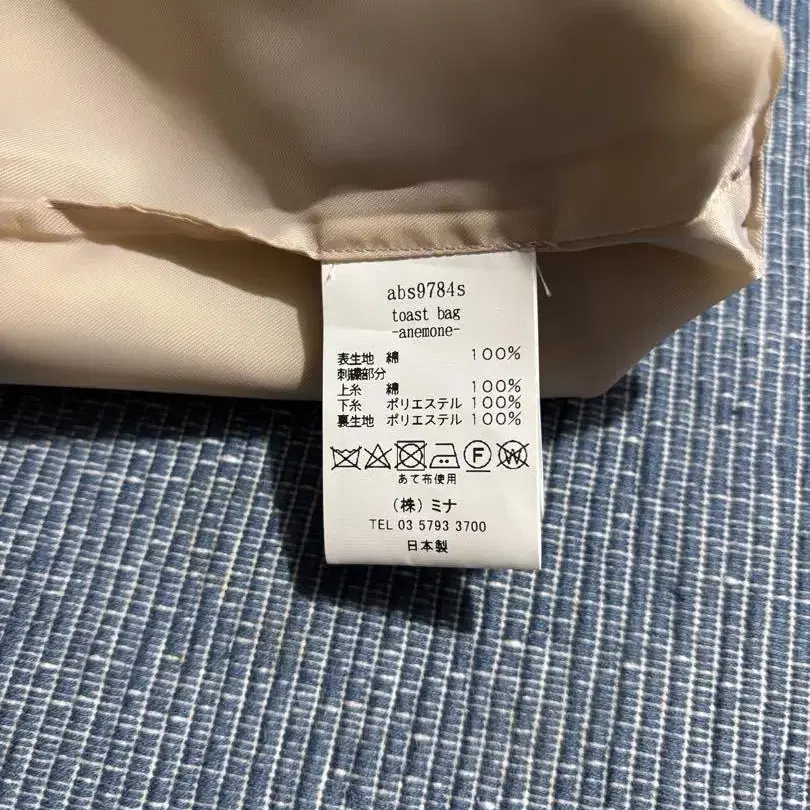 abs9784s
toast bag
-anemone-
表生地 綿 100%
刺繍部分
上糸 綿 100%
下糸 ポリエステル 100%
裏生地 ポリエステル 100%
F W
あて布使用
(株) ミナ
TEL 03 5793 3700
日本製